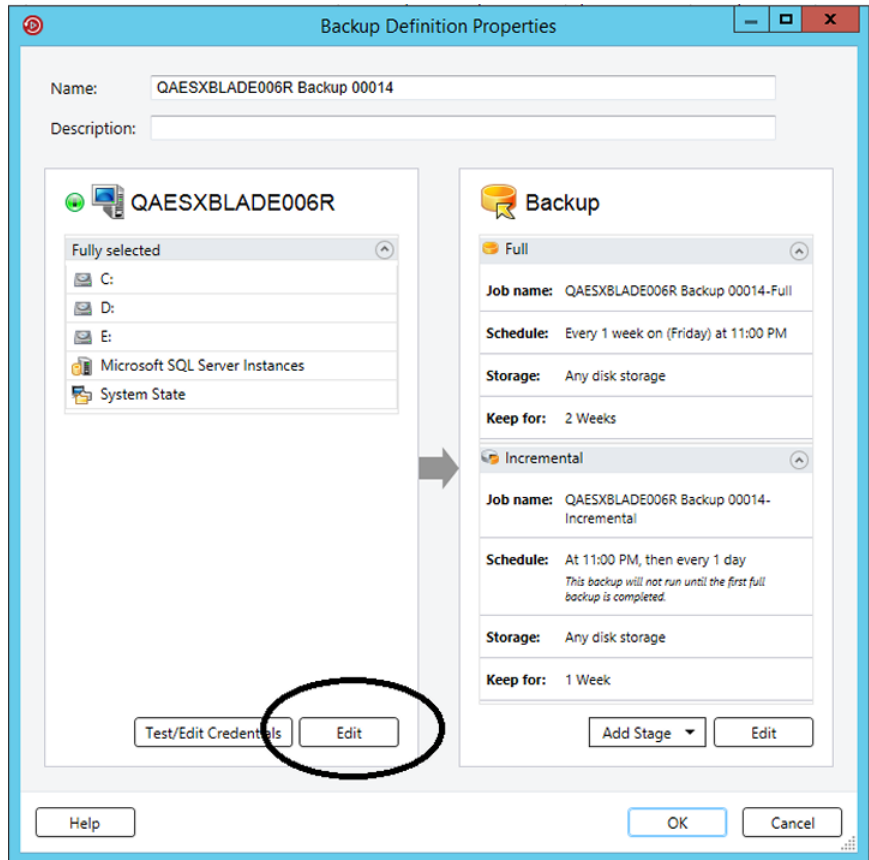 Backup Definition Properties
Name: QAESXBLADE006R Backup 00014
Description:
QAESXBLADE006R
Fully selected
C:
D:
E:
Microsoft SQL Server Instances
System State
Test/Edit Credentials Edit
Backup
Full
Job name: QAESXBLADE006R Backup 00014-Full
Schedule: Every 1 week on (Friday) at 11:00 PM
Storage: Any disk storage
Keep for: 2 Weeks
Incremental
Job name: QAESXBLADE006R Backup 00014-
Incremental
Schedule: At 11:00 PM, then every 1 day
This backup will not run until the first full
backup is completed.
Storage: Any disk storage
Keep for: 1 Week
Add Stage Edit
Help OK Cancel